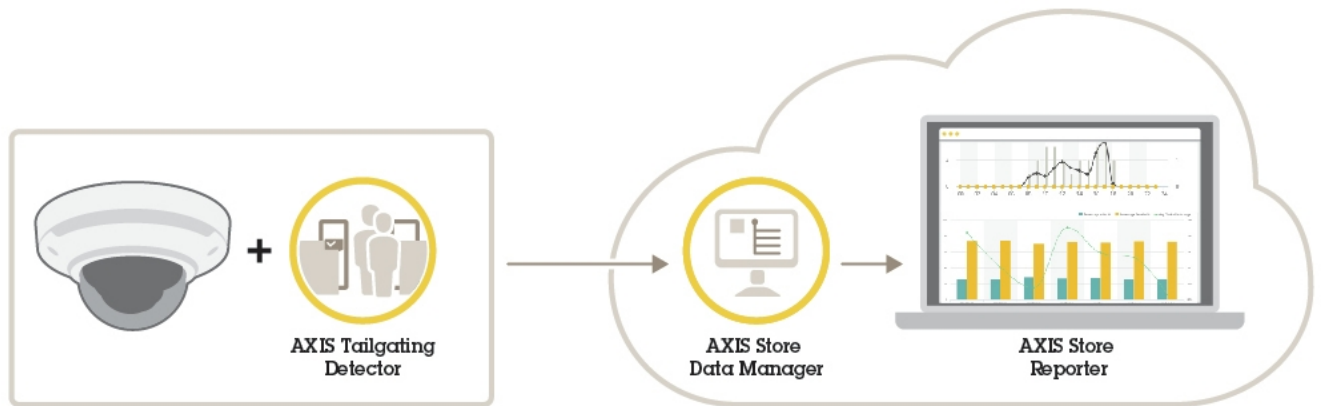 AXIS Tailgating
Detector
AXIS Store
Data Manager
AXIS Store
Reporter